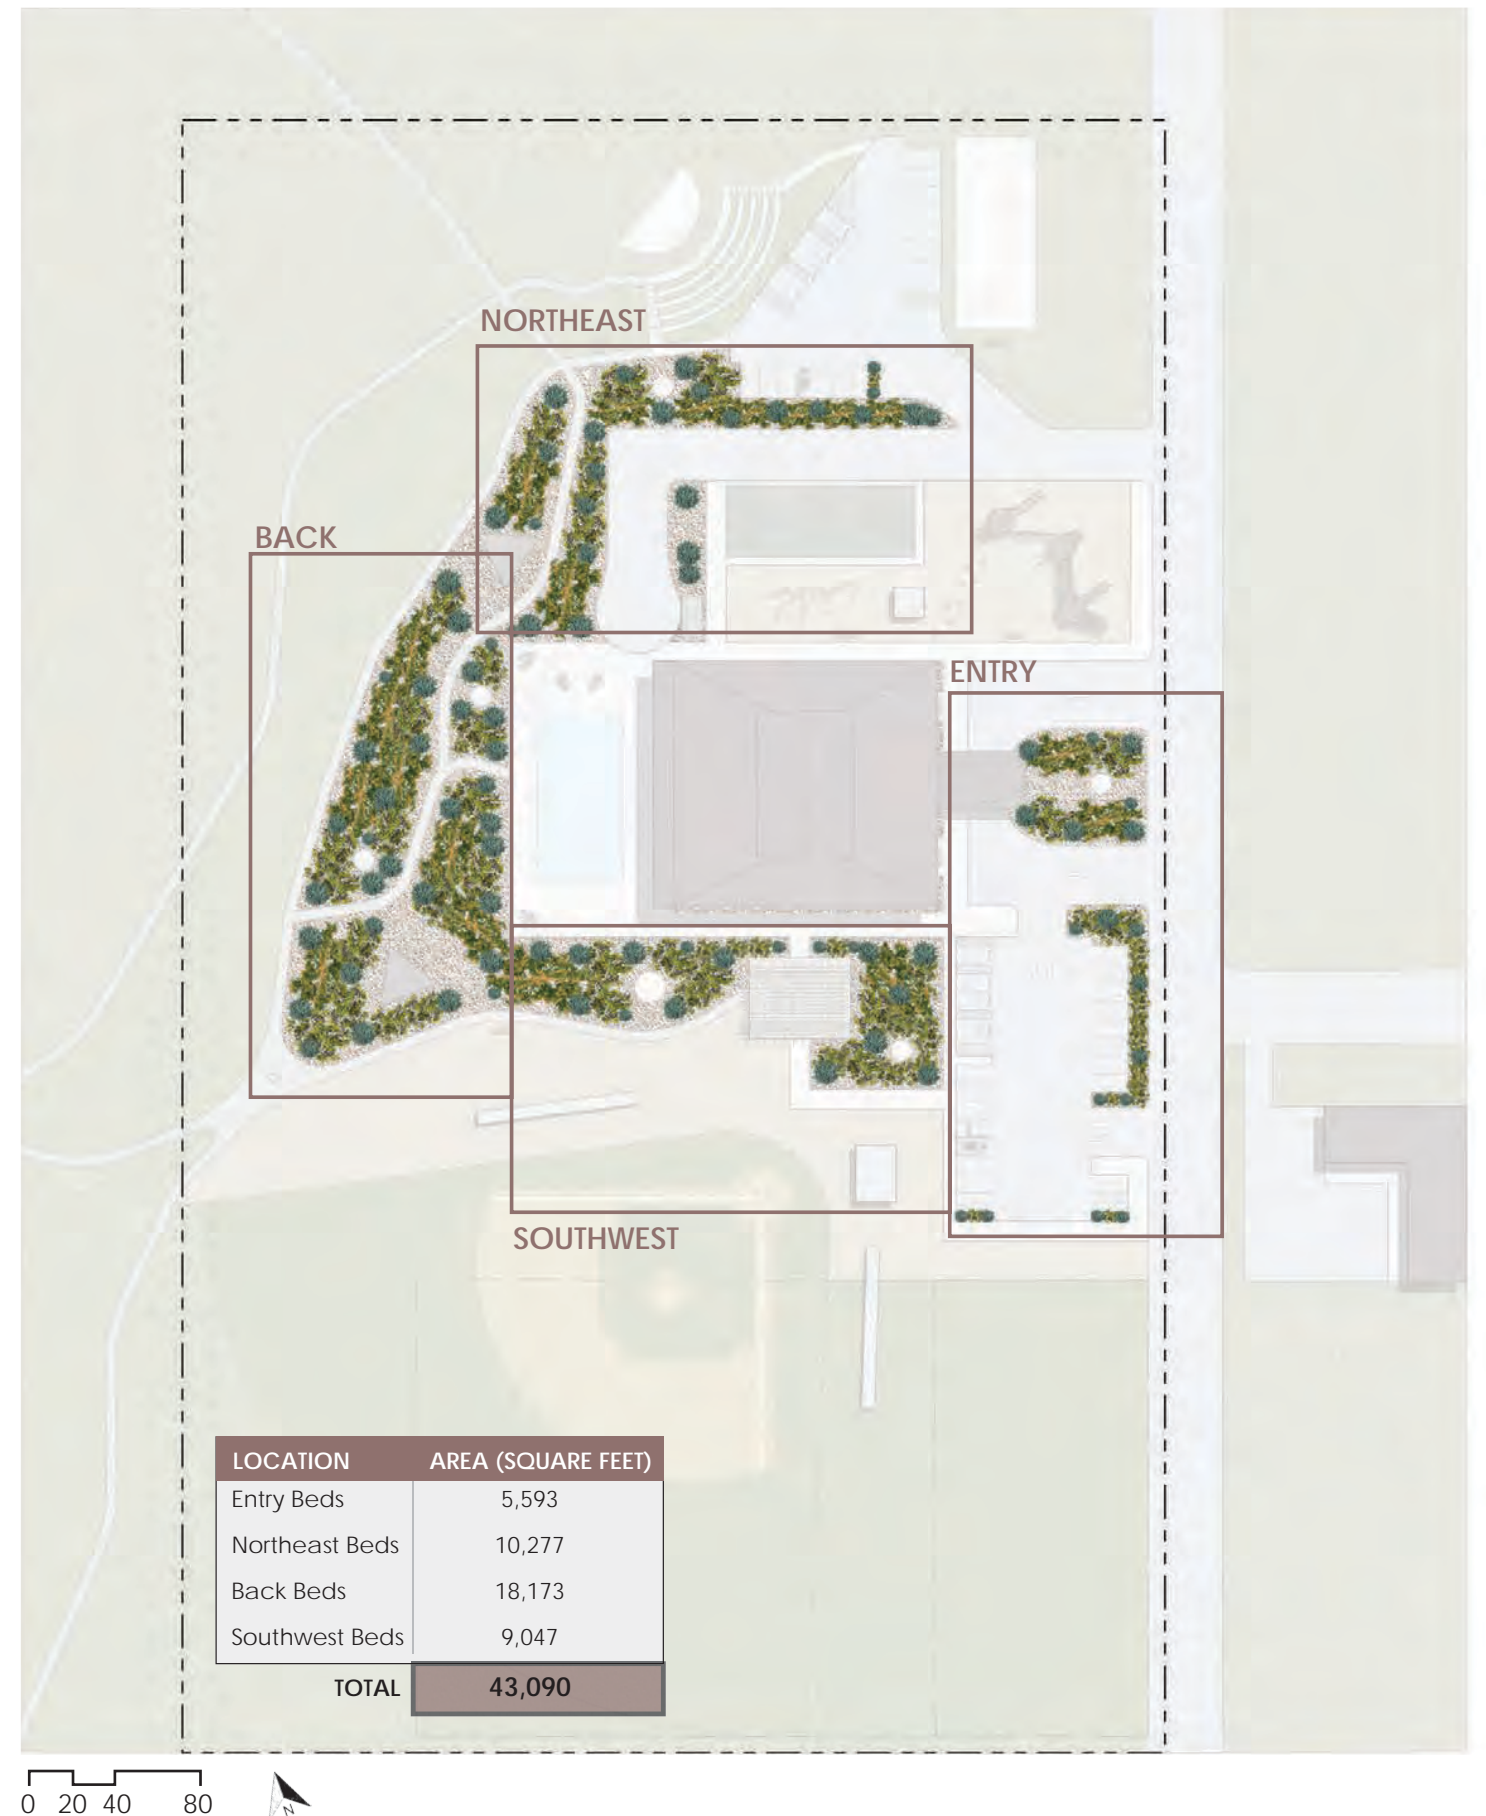 NORTHEAST
BACK
ENTRY
SOUTHWEST
LOCATION AREA (SQUARE FEET)
Entry Beds 5,593
Northeast Beds 10,277
Back Beds 18,173
Southwest Beds 9,047
TOTAL 43,090
0 20 40 80
N